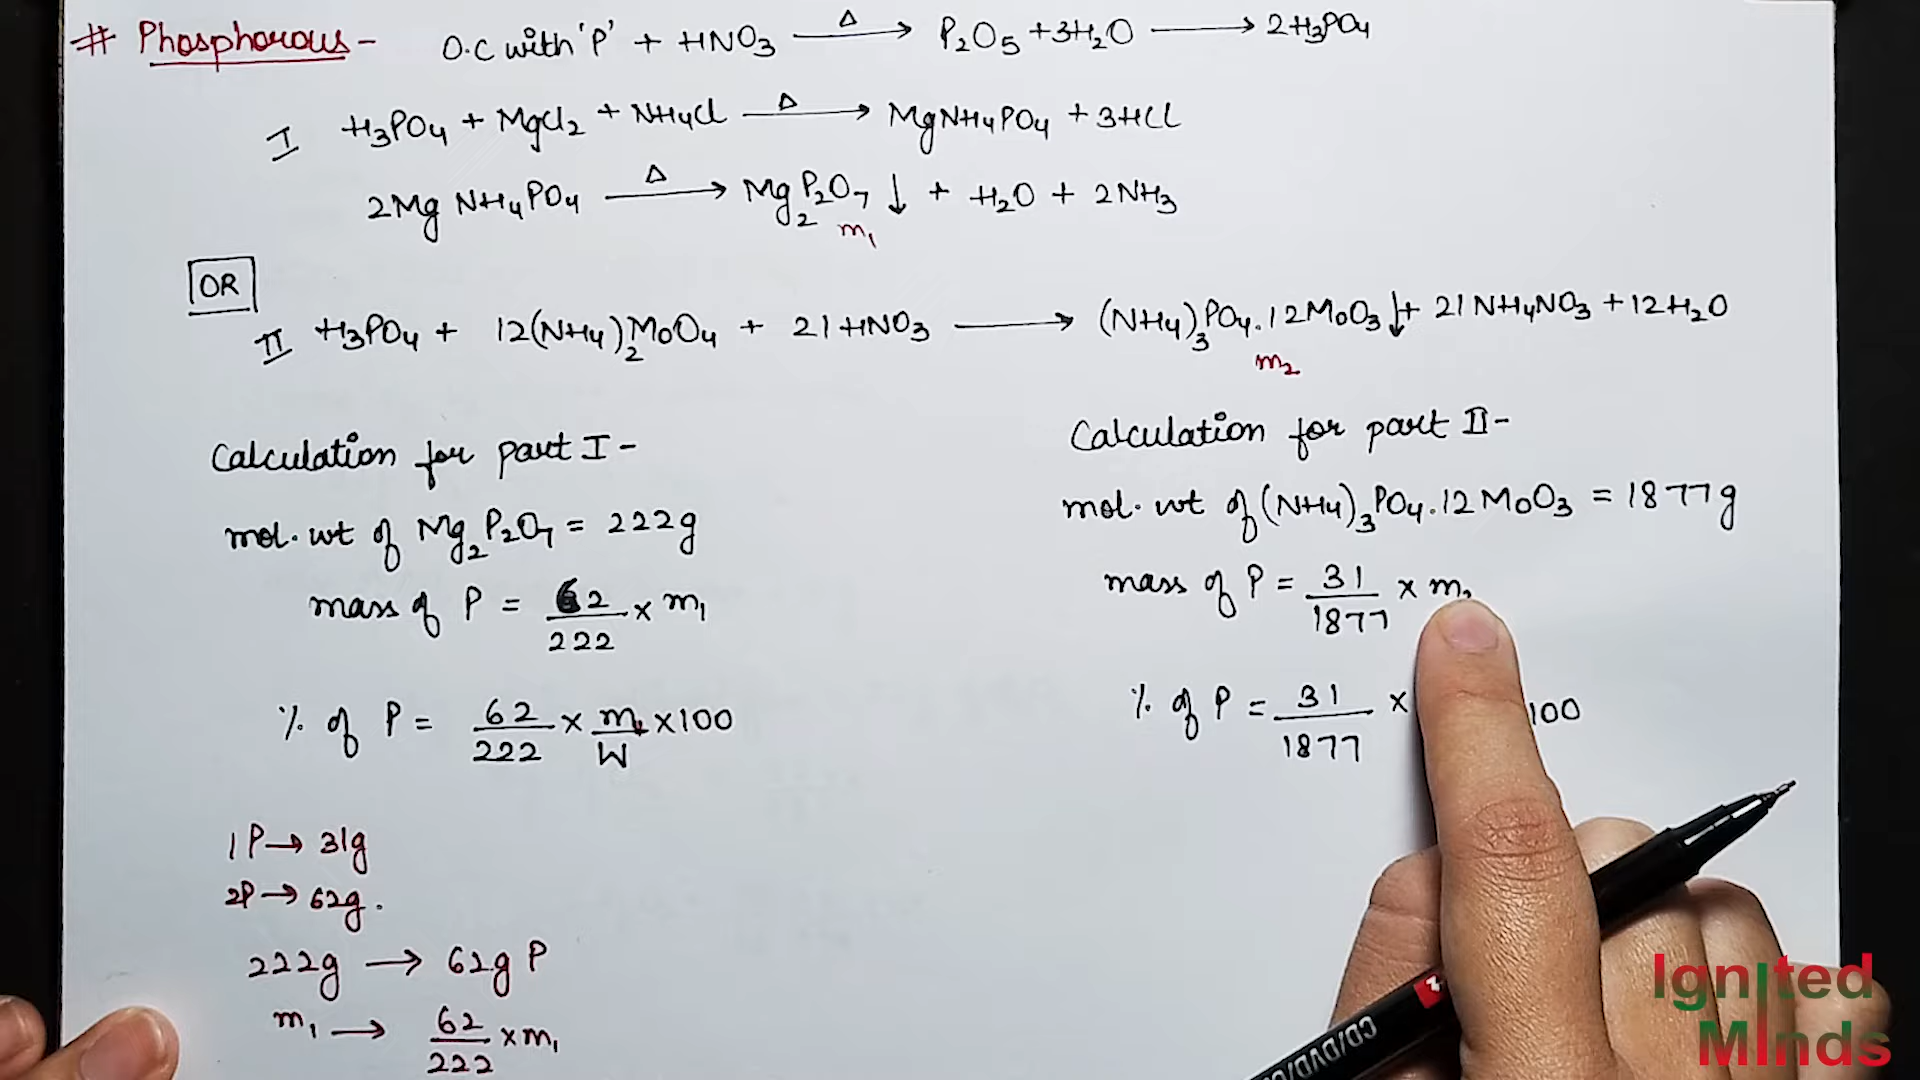 # Phosphorous- O.C with 'P' + HNO3 —Δ→ P2O5 + 3H2O ⟶ 2H3PO4
I H3PO4 + MgCl2 + NH4Cl —Δ→ MgNH4PO4 + 3HCl
2Mg NH4PO4 —Δ→ Mg2P2O7 ↓ + H2O + 2NH3
m1
OR
II H3PO4 + 12(NH4)2MoO4 + 21HNO3 ⟶ (NH4)3PO4.12MoO3↓ + 21NH4NO3 + 12H2O
m2
Calculation for part I-
mol. wt of Mg2P2O7 = 222g
mass of P = 62/222 × m1
% of P = 62/222 × m1/W × 100
1P → 31g
2P → 62g.
222g → 62g P
m1 → 62/222 × m1
Calculation for part II-
mol. wt of (NH4)3PO4.12MoO3 = 1877g
mass of P = 31/1877 × m2
% of P = 31/1877 × 100
CD/DVD/
Ignited
Minds